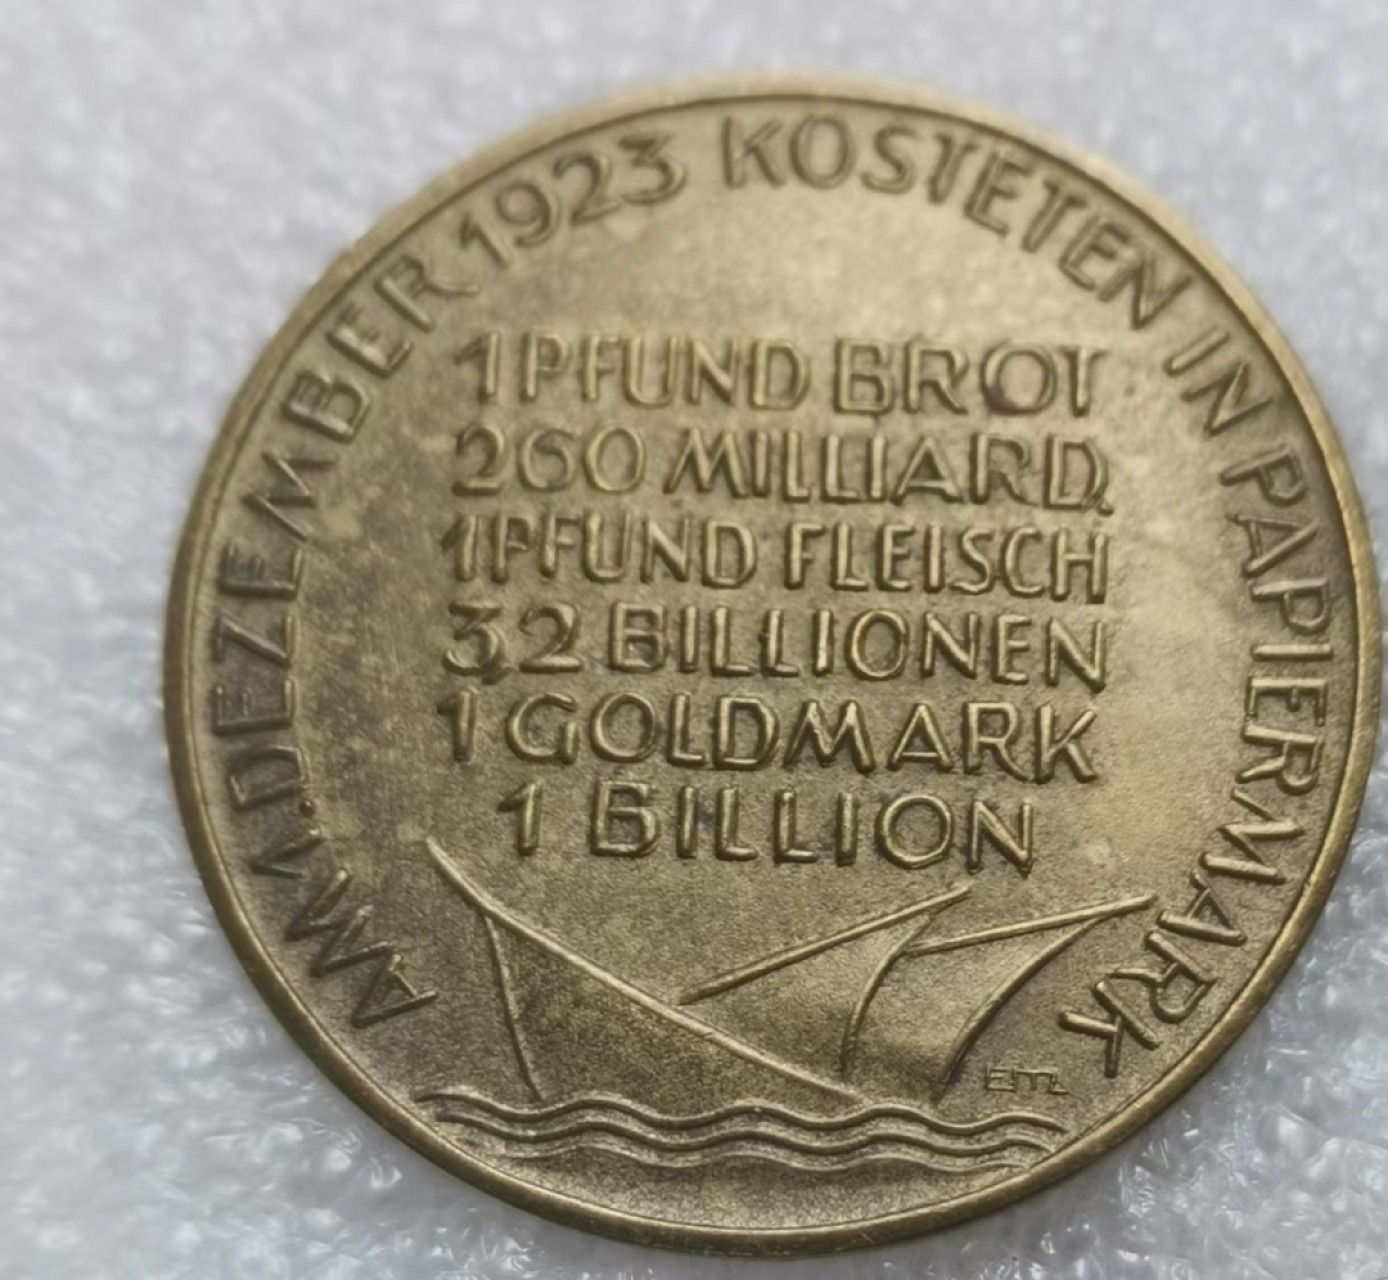 AM 1. DEZEMBER 1923 KOSTETEN IN PAPIERMARK
1 PFUND BROT
260 MILLIARD.
1 PFUND FLEISCH
3,2 BILLIONEN
1 GOLDMARK
1 BILLION